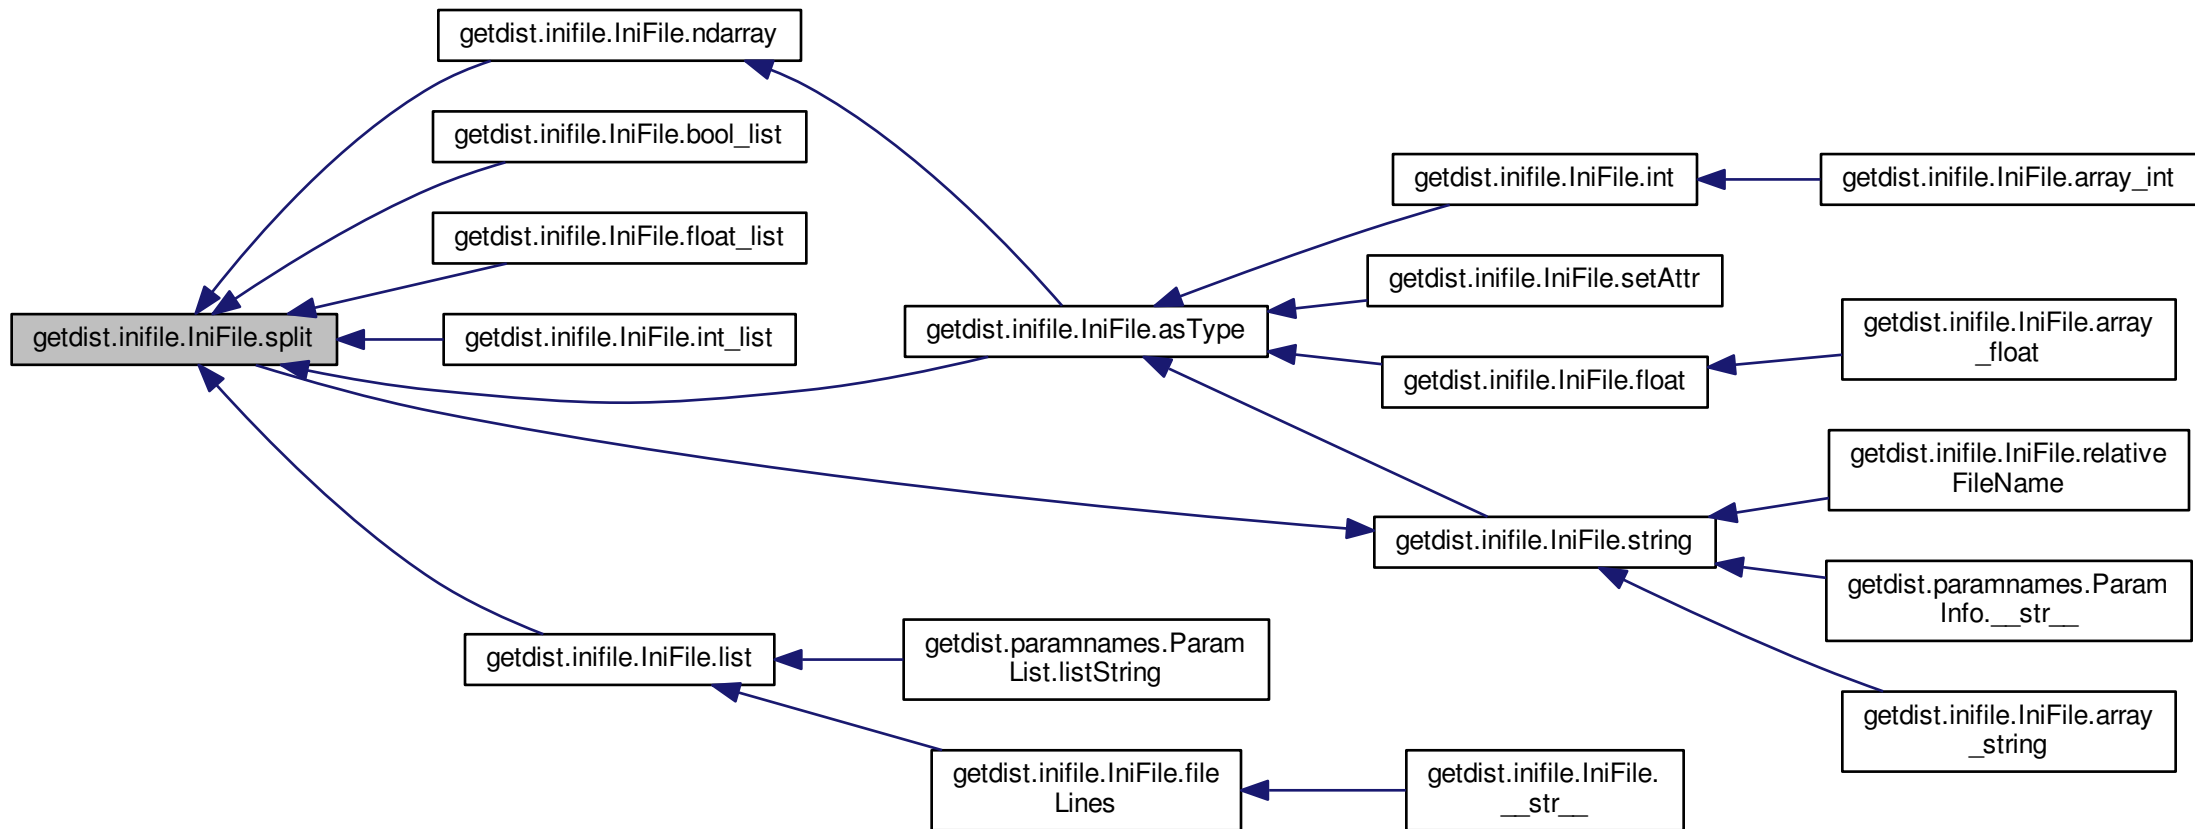 getdist.inifile.IniFile.ndarray
getdist.inifile.IniFile.bool_list
getdist.inifile.IniFile.int
getdist.inifile.IniFile.array_int
getdist.inifile.IniFile.float_list
getdist.inifile.IniFile.setAttr
getdist.inifile.IniFile.split
getdist.inifile.IniFile.int_list
getdist.inifile.IniFile.asType
getdist.inifile.IniFile.array
_float
getdist.inifile.IniFile.float
getdist.inifile.IniFile.relative
FileName
getdist.inifile.IniFile.string
getdist.paramnames.Param
Info.__str__
getdist.inifile.IniFile.list
getdist.paramnames.Param
List.listString
getdist.inifile.IniFile.array
_string
getdist.inifile.IniFile.file
Lines
getdist.inifile.IniFile.
__str__